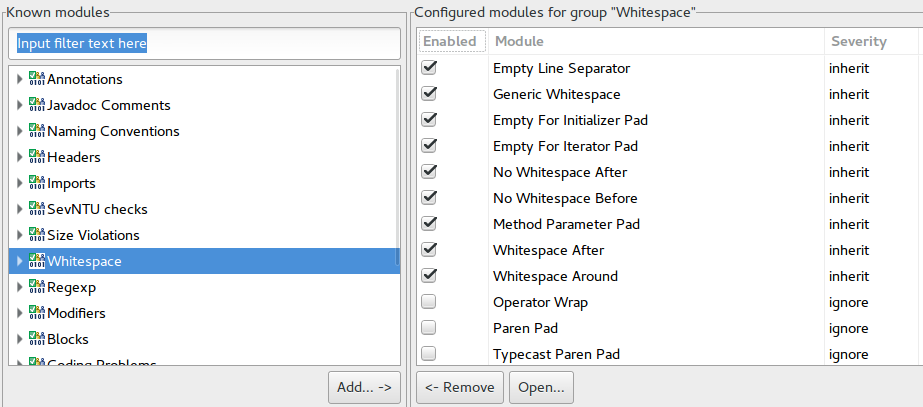 Known modules
Input filter text here
Annotations
Javadoc Comments
Naming Conventions
Headers
Imports
SevNTU checks
Size Violations
Whitespace
Regexp
Modifiers
Blocks
Coding Problems
Add... ->
Configured modules for group "Whitespace"
Enabled Module Severity
Empty Line Separator inherit
Generic Whitespace inherit
Empty For Initializer Pad inherit
Empty For Iterator Pad inherit
No Whitespace After inherit
No Whitespace Before inherit
Method Parameter Pad inherit
Whitespace After inherit
Whitespace Around inherit
Operator Wrap ignore
Paren Pad ignore
Typecast Paren Pad ignore
<- Remove Open...